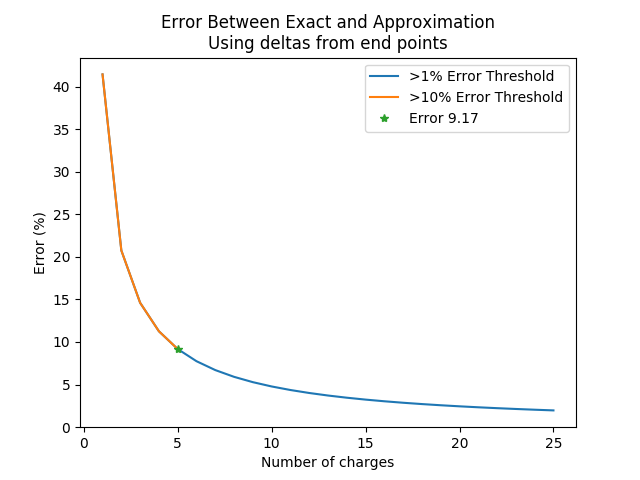 Error Between Exact and Approximation
Using deltas from end points
>1% Error Threshold
>10% Error Threshold
Error 9.17
Error (%)
40
35
30
25
20
15
10
5
0
0 5 10 15 20 25
Number of charges